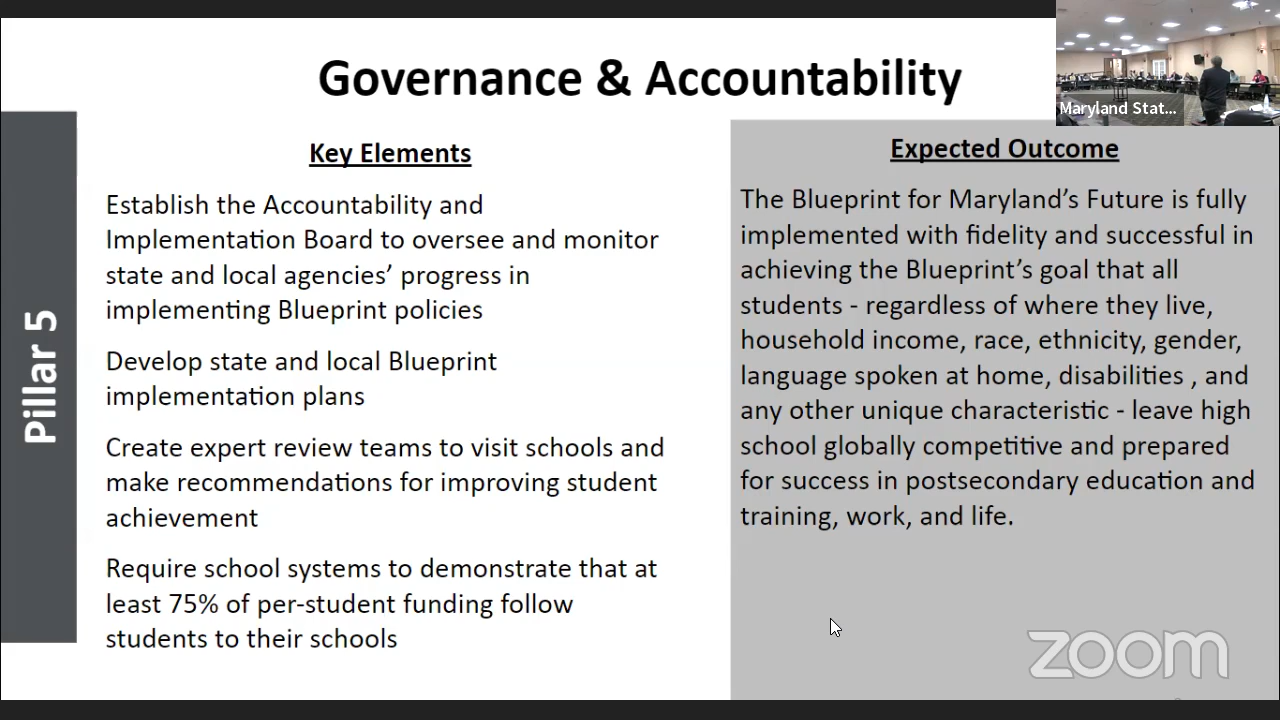 Governance & Accountability
Maryland Stat...
Pillar 5
Key Elements
Establish the Accountability and
Implementation Board to oversee and monitor
state and local agencies’ progress in
implementing Blueprint policies
Develop state and local Blueprint
implementation plans
Create expert review teams to visit schools and
make recommendations for improving student
achievement
Require school systems to demonstrate that at
least 75% of per-student funding follow
students to their schools
Expected Outcome
The Blueprint for Maryland’s Future is fully
implemented with fidelity and successful in
achieving the Blueprint’s goal that all
students - regardless of where they live,
household income, race, ethnicity, gender,
language spoken at home, disabilities , and
any other unique characteristic - leave high
school globally competitive and prepared
for success in postsecondary education and
training, work, and life.
zoom